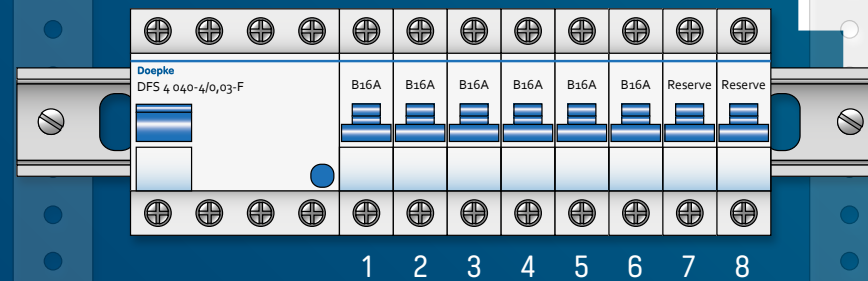 Doepke
DFS 4 040-4/0,03-F
B16A B16A B16A B16A B16A B16A Reserve Reserve
1 2 3 4 5 6 7 8